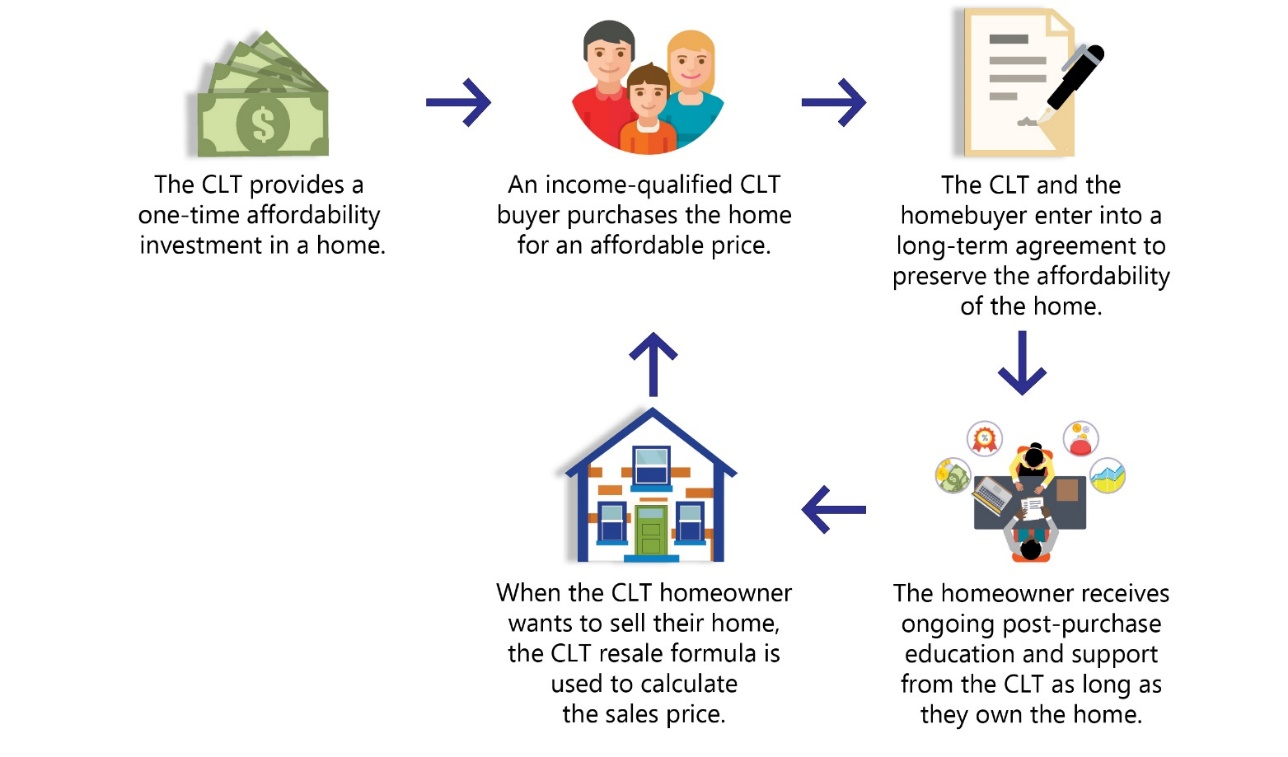 The CLT provides a
one-time affordability
investment in a home.
An income-qualified CLT
buyer purchases the home
for an affordable price.
The CLT and the
homebuyer enter into a
long-term agreement to
preserve the affordability
of the home.
The homeowner receives
ongoing post-purchase
education and support
from the CLT as long as
they own the home.
When the CLT homeowner
wants to sell their home,
the CLT resale formula is
used to calculate
the sales price.